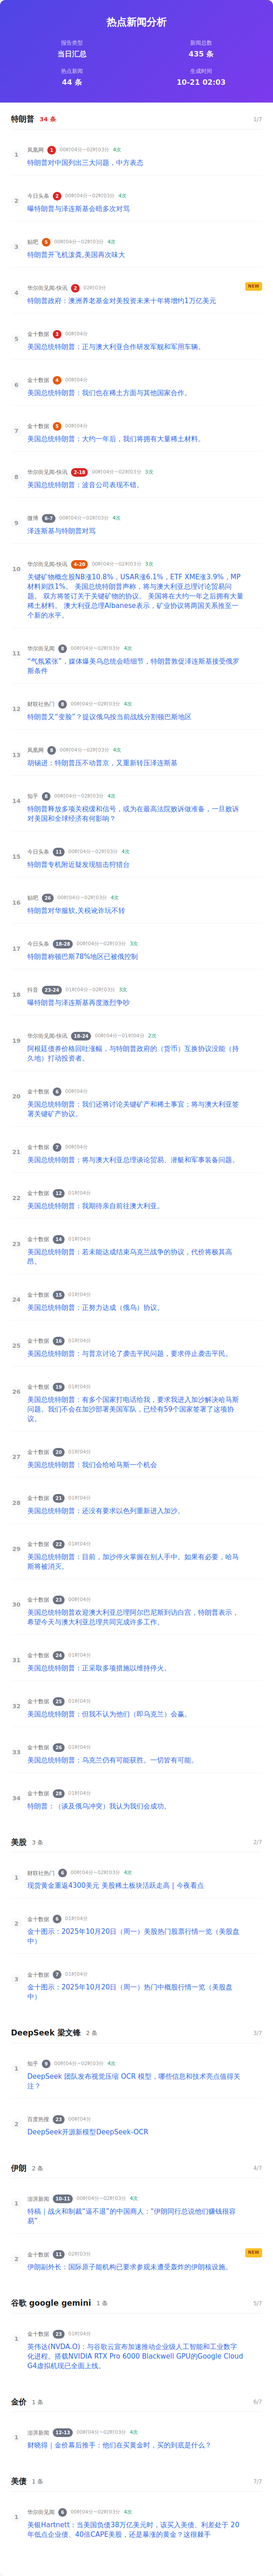 热点新闻分析
报告类型
当日汇总
新闻总数
435 条
热点新闻
44 条
生成时间
10-21 02:03
特朗普 34 条 1/7
1
凤凰网 1 00时04分~02时03分 4次
特朗普对中国列出三大问题，中方表态
2
今日头条 2 00时04分~02时03分 4次
曝特朗普与泽连斯基会晤多次对骂
3
贴吧 5 00时04分~02时03分 4次
特朗普开飞机泼粪,美国再次味大
4
华尔街见闻-快讯 2 02时03分
NEW
特朗普政府：澳洲养老基金对美投资未来十年将增约1万亿美元
5
金十数据 3 00时04分
美国总统特朗普：正与澳大利亚合作研发军舰和军用车辆。
6
金十数据 4 00时04分
美国总统特朗普：我们也在稀土方面与其他国家合作。
7
金十数据 5 00时04分
美国总统特朗普：大约一年后，我们将拥有大量稀土材料。
8
华尔街见闻-快讯 2-18 00时04分~02时03分 3次
美国总统特朗普：波音公司表现不错。
9
微博 6-7 00时04分~02时03分 4次
泽连斯基与特朗普对骂
10
华尔街见闻-快讯 4-20 00时04分~02时03分 3次
关键矿物概念股NB涨10.8%，USAR涨6.1%，ETF XME涨3.9%，MP
材料则跌1%。 美国总统特朗普声称，将与澳大利亚总理讨论贸易问
题。 双方将签订关于关键矿物的协议。 美国将在大约一年之后拥有大量
稀土材料。 澳大利亚总理Albanese表示，矿业协议将两国关系推至一
个新的水平。
11
华尔街见闻 8 00时04分~02时03分 4次
“气氛紧张”，媒体爆乌美总统会晤细节，特朗普敦促泽连斯基接受俄罗
斯条件
12
财联社热门 8 00时04分~02时03分 4次
特朗普又“变脸”？提议俄乌按当前战线分割顿巴斯地区
13
凤凰网 8 00时04分~02时03分 4次
胡锡进：特朗普压不动普京，又重新转压泽连斯基
14
知乎 9 00时04分~02时03分 4次
特朗普释放多项关税缓和信号，或为在最高法院败诉做准备，一旦败诉
对美国和全球经济有何影响？
15
今日头条 11 00时04分~02时03分 4次
特朗普专机附近疑发现狙击狩猎台
16
贴吧 26 00时04分~02时03分 4次
特朗普对华服软,关税讹诈玩不转
17
今日头条 18-28 00时04分~02时03分 3次
特朗普称顿巴斯78%地区已被俄控制
18
抖音 23-24 01时04分~02时03分 3次
曝特朗普与泽连斯基再度激烈争吵
19
华尔街见闻-快讯 18-24 00时04分~01时04分 2次
阿根廷债券价格回吐涨幅，与特朗普政府的（货币）互换协议没能（持
久地）打动投资者。
20
金十数据 6 00时04分
美国总统特朗普：我们还将讨论关键矿产和稀土事宜；将与澳大利亚签
署关键矿产协议。
21
金十数据 7 00时04分
美国总统特朗普：将与澳大利亚总理谈论贸易、潜艇和军事装备问题。
22
金十数据 12 01时04分
美国总统特朗普：我期待亲自前往澳大利亚。
23
金十数据 14 01时04分
美国总统特朗普：若未能达成结束乌克兰战争的协议，代价将极其高
昂。
24
金十数据 15 01时04分
美国总统特朗普：正努力达成（俄乌）协议。
25
金十数据 16 01时04分
美国总统特朗普：与普京讨论了袭击平民问题，要求停止袭击平民。
26
金十数据 18 01时04分
美国总统特朗普：有多个国家打电话给我，要求我进入加沙解决哈马斯
问题。我们不会在加沙部署美国军队，已经有59个国家签署了这项协
议。
27
金十数据 20 01时04分
美国总统特朗普：我们会给哈马斯一个机会
28
金十数据 21 01时04分
美国总统特朗普：还没有要求以色列重新进入加沙。
29
金十数据 22 01时04分
美国总统特朗普：目前，加沙停火掌握在别人手中。如果有必要，哈马
斯将被消灭。
30
金十数据 23 00时04分
美国总统特朗普欢迎澳大利亚总理阿尔巴尼斯到访白宫，特朗普表示，
希望今天与澳大利亚总理共同完成许多工作。
31
金十数据 24 01时04分
美国总统特朗普：正采取多项措施以维持停火。
32
金十数据 25 01时04分
美国总统特朗普：但我不认为他们（即乌克兰）会赢。
33
金十数据 26 01时04分
美国总统特朗普：乌克兰仍有可能获胜。一切皆有可能。
34
金十数据 28 01时04分
特朗普：（谈及俄乌冲突）我认为我们会成功。
美股 3 条 2/7
1
财联社热门 6 00时04分~02时03分 4次
现货黄金重返4300美元 美股稀土板块活跃走高 | 今夜看点
2
金十数据 6 01时04分
金十图示：2025年10月20日（周一）美股热门股票行情一览（美股盘
中）
3
金十数据 7 01时04分
金十图示：2025年10月20日（周一）热门中概股行情一览（美股盘
中）
DeepSeek 梁文锋 2 条 3/7
1
知乎 9 00时04分~02时03分 4次
DeepSeek 团队发布视觉压缩 OCR 模型，哪些信息和技术亮点值得关
注？
2
百度热搜 23 00时04分
DeepSeek开源新模型DeepSeek-OCR
伊朗 2 条 4/7
1
澎湃新闻 10-11 00时04分~02时03分 4次
特稿｜战火和制裁“逼不退”的中国商人：“伊朗同行总说他们赚钱很容
易”
2
金十数据 11 02时03分
NEW
伊朗副外长：国际原子能机构已要求参观未遭受轰炸的伊朗核设施。
谷歌 google gemini 1 条 5/7
1
金十数据 23 01时04分
英伟达(NVDA.O)：与谷歌云宣布加速推动企业级人工智能和工业数字
化进程。搭载NVIDIA RTX Pro 6000 Blackwell GPU的Google Cloud
G4虚拟机现已全面上线。
金价 1 条 6/7
1
澎湃新闻 12-13 00时04分~02时03分 4次
财晓得｜金价幕后推手：他们在买黄金时，买的到底是什么？
美债 1 条 7/7
1
华尔街见闻 6 00时04分~02时03分 4次
美银Hartnett：当美国负债38万亿美元时，该买入美债、利差处于 20
年低点企业债、40倍CAPE美股，还是暴涨的黄金？这很棘手